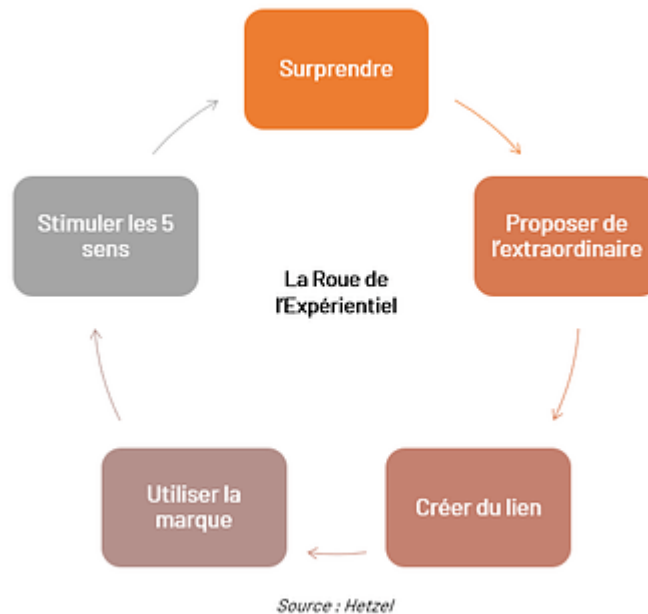 Surprendre
Proposer de
l'extraordinaire
Stimuler les 5
sens
La Roue de
l'Expérientiel
Créer du lien
Utiliser la
marque
Source : Hetzel